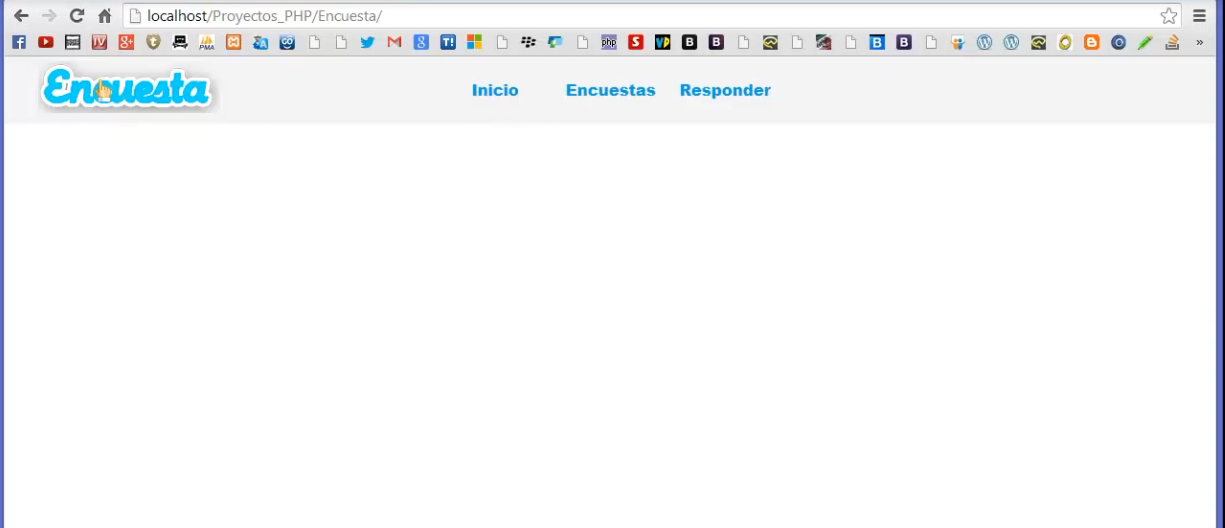 localhost/Proyectos_PHP/Encuesta/
Encuesta
Inicio Encuestas Responder